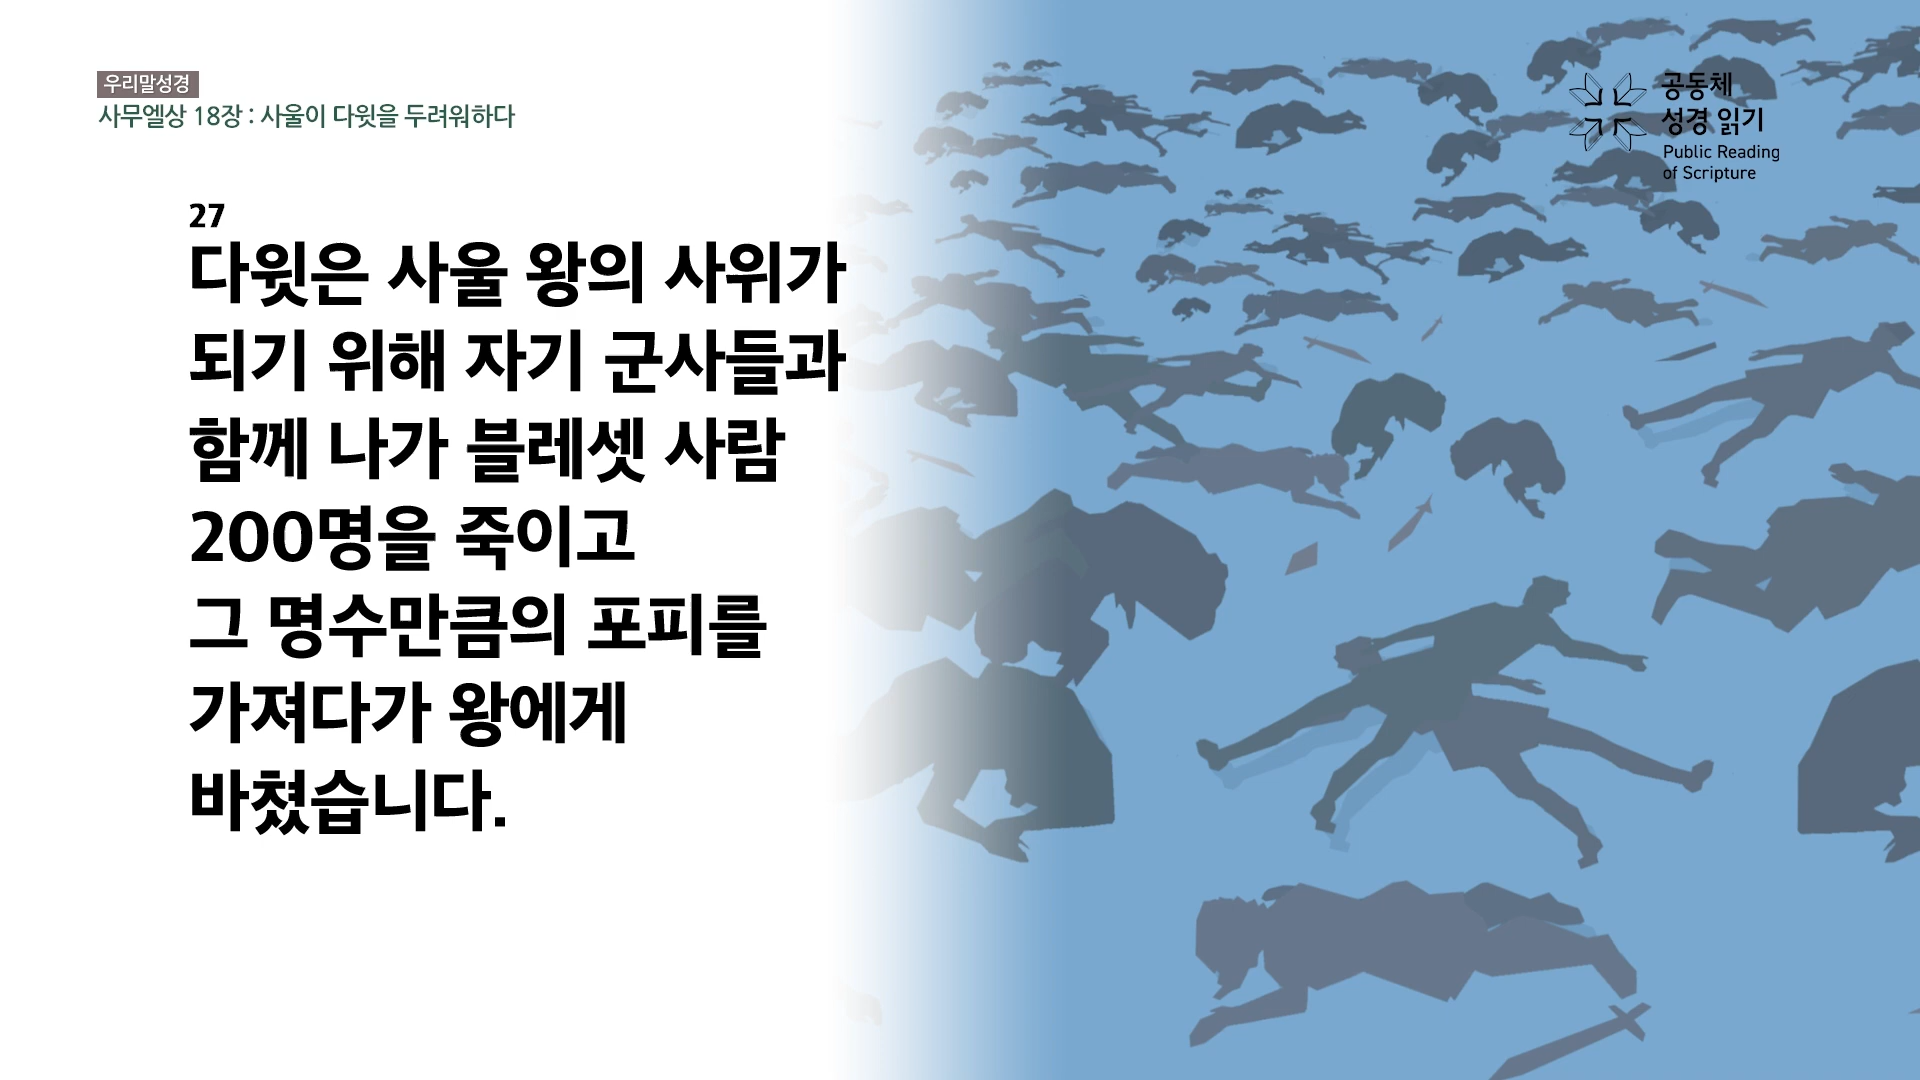 우리말성경
사무엘상 18장 : 사울이 다윗을 두려워하다
공동체
성경 읽기
Public Reading
of Scripture
27
다윗은 사울 왕의 사위가
되기 위해 자기 군사들과
함께 나가 블레셋 사람
200명을 죽이고
그 명수만큼의 포피를
가져다가 왕에게
바쳤습니다.